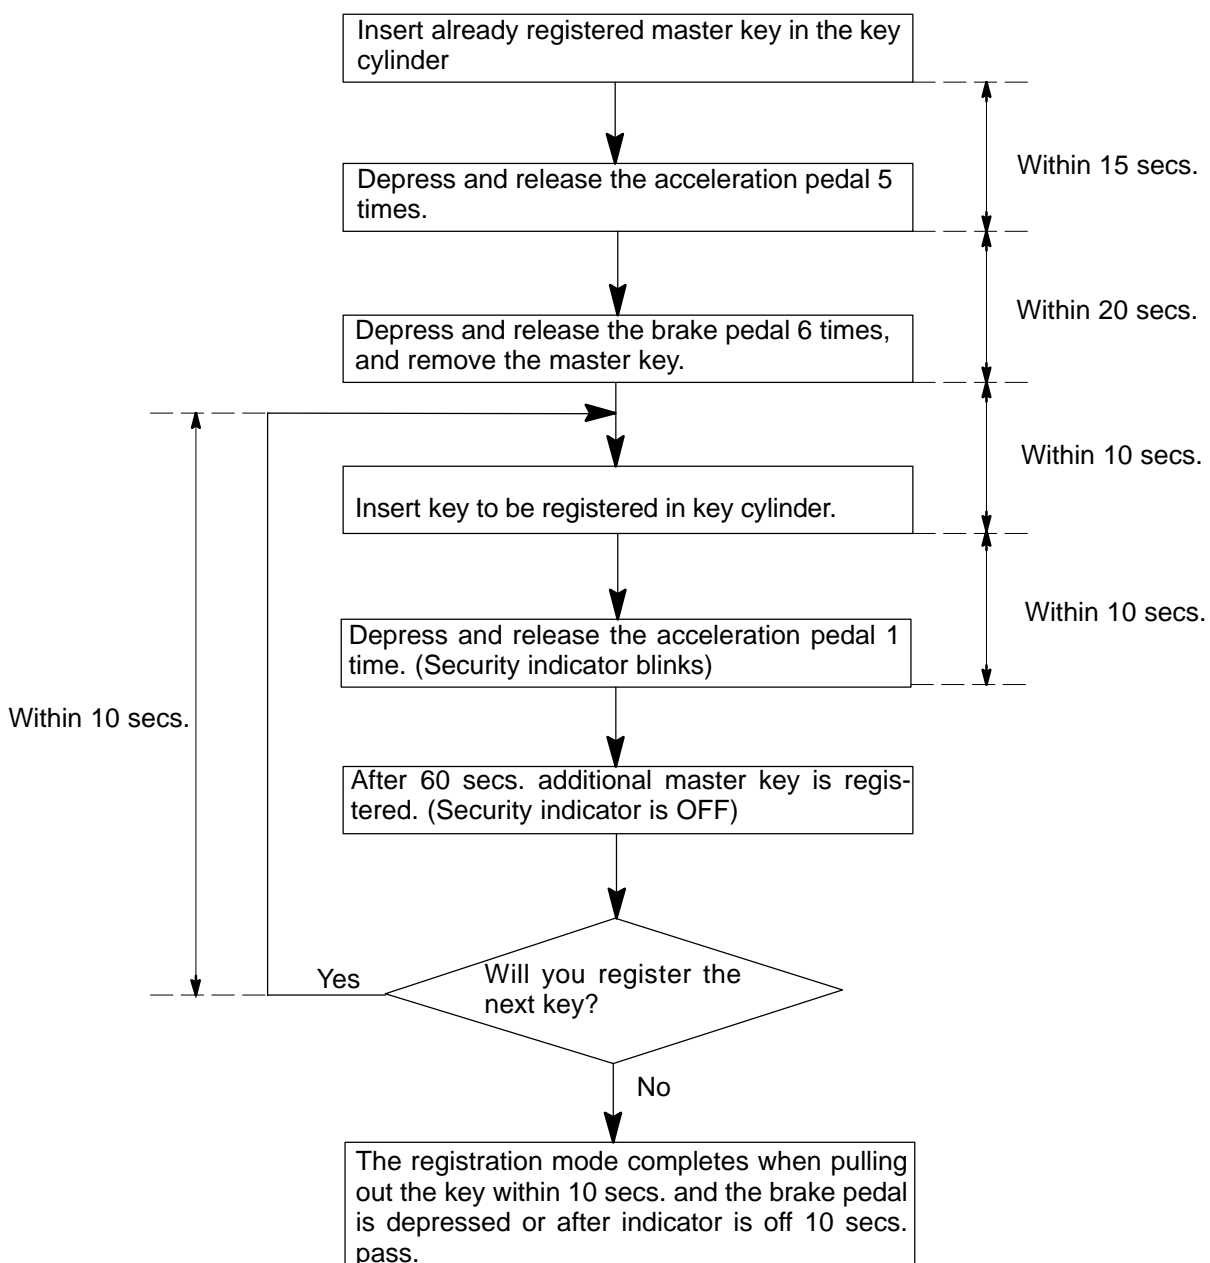 Insert already registered master key in the key
cylinder
Within 15 secs.
Depress and release the acceleration pedal 5
times.
Within 20 secs.
Depress and release the brake pedal 6 times,
and remove the master key.
Within 10 secs.
Insert key to be registered in key cylinder.
Within 10 secs.
Depress and release the acceleration pedal 1
time. (Security indicator blinks)
Within 10 secs.
After 60 secs. additional master key is regis-
tered. (Security indicator is OFF)
Will you register the
next key?
Yes
No
The registration mode completes when pulling
out the key within 10 secs. and the brake pedal
is depressed or after indicator is off 10 secs.
pass.